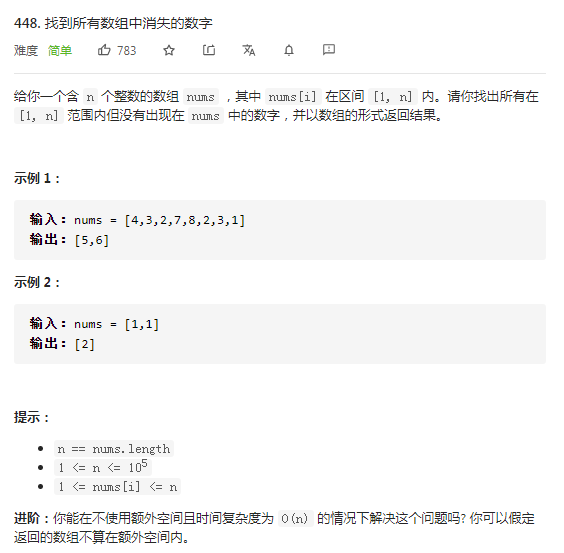 448. 找到所有数组中消失的数字
难度 简单 783
给你一个含 n 个整数的数组 nums ，其中 nums[i] 在区间 [1, n] 内。请你找出所有在
[1, n] 范围内但没有出现在 nums 中的数字，并以数组的形式返回结果。
示例 1：
输入：nums = [4,3,2,7,8,2,3,1]
输出：[5,6]
示例 2：
输入：nums = [1,1]
输出：[2]
提示：
n == nums.length
1 <= n <= 10⁵
1 <= nums[i] <= n
进阶：你能在不使用额外空间且时间复杂度为 O(n) 的情况下解决这个问题吗? 你可以假定
返回的数组不算在额外空间内。